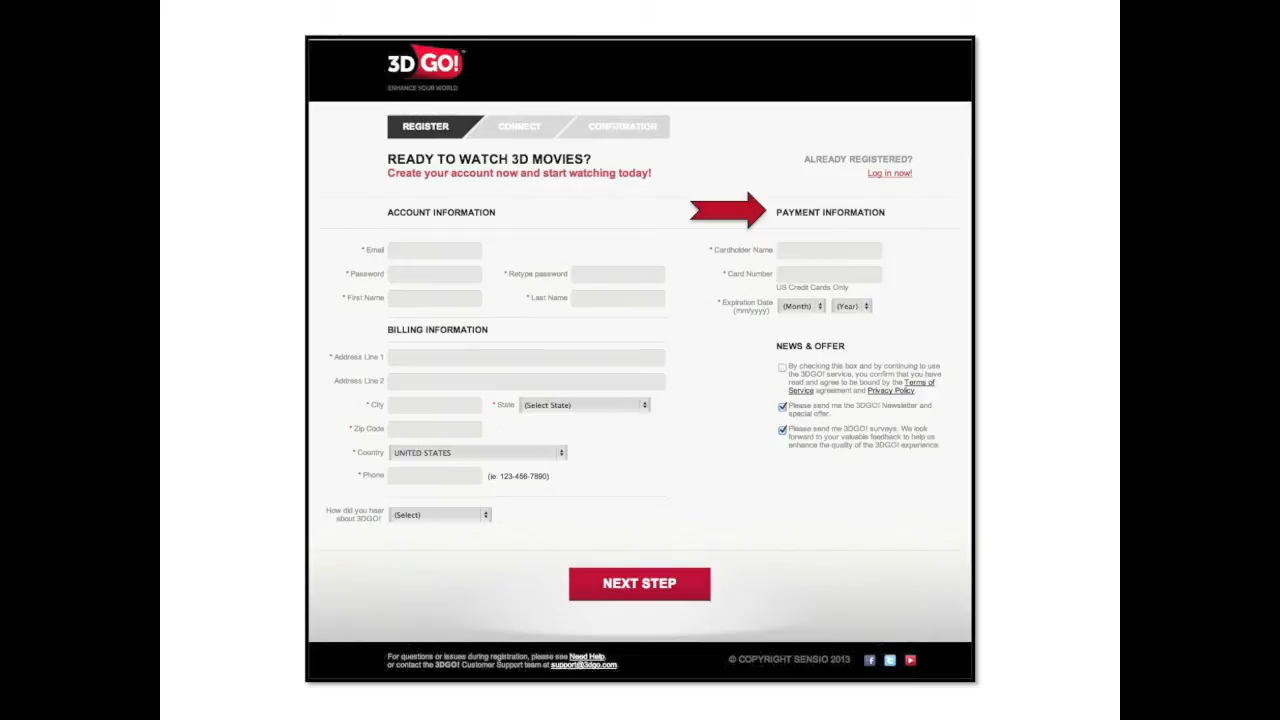 3D GO!
ENHANCE YOUR WORLD
REGISTER
CONNECT
CONFIRMATION
READY TO WATCH 3D MOVIES?
Create your account now and start watching today!
ALREADY REGISTERED?
Log in now!
ACCOUNT INFORMATION
* Email
* Password
* Retype password
* First Name
* Last Name
BILLING INFORMATION
* Address Line 1
Address Line 2
* City
* State
(Select State)
* Zip Code
* Country
UNITED STATES
* Phone
(ie: 123-456-7890)
How did you hear
about 3DGO!
(Select)
PAYMENT INFORMATION
* Cardholder Name
* Card Number
US Credit Cards Only
* Expiration Date
(mm/yyyy)
(Month)
(Year)
NEWS & OFFER
By checking this box and by continuing to use
the 3DGO! service, you confirm that you have
read and agree to be bound by the Terms of
Service agreement and Privacy Policy.
Please send me the 3DGO! Newsletter and
special offer.
Please send me 3DGO! surveys. We look
forward to your valuable feedback to help us
enhance the quality of the 3DGO! experience.
NEXT STEP
For questions or issues during registration, please see Need Help.
or contact the 3DGO! Customer Support team at support@3dgo.com.
© COPYRIGHT SENSIO 2013